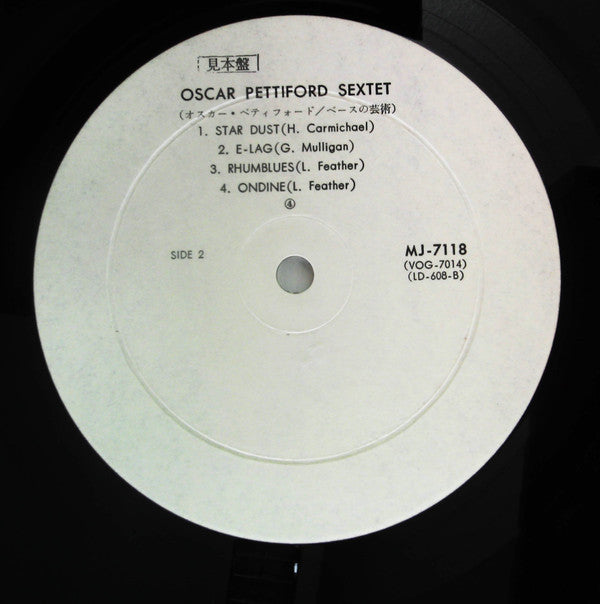 見本盤
OSCAR PETTIFORD SEXTET
(オスカー・ペティフォード/ベースの芸術)
1. STAR DUST(H. Carmichael)
2. E-LAG(G. Mulligan)
3. RHUMBLUES(L. Feather)
4. ONDINE(L. Feather)
④
SIDE 2
MJ-7118
(VOG-7014)
(LD-608-B)